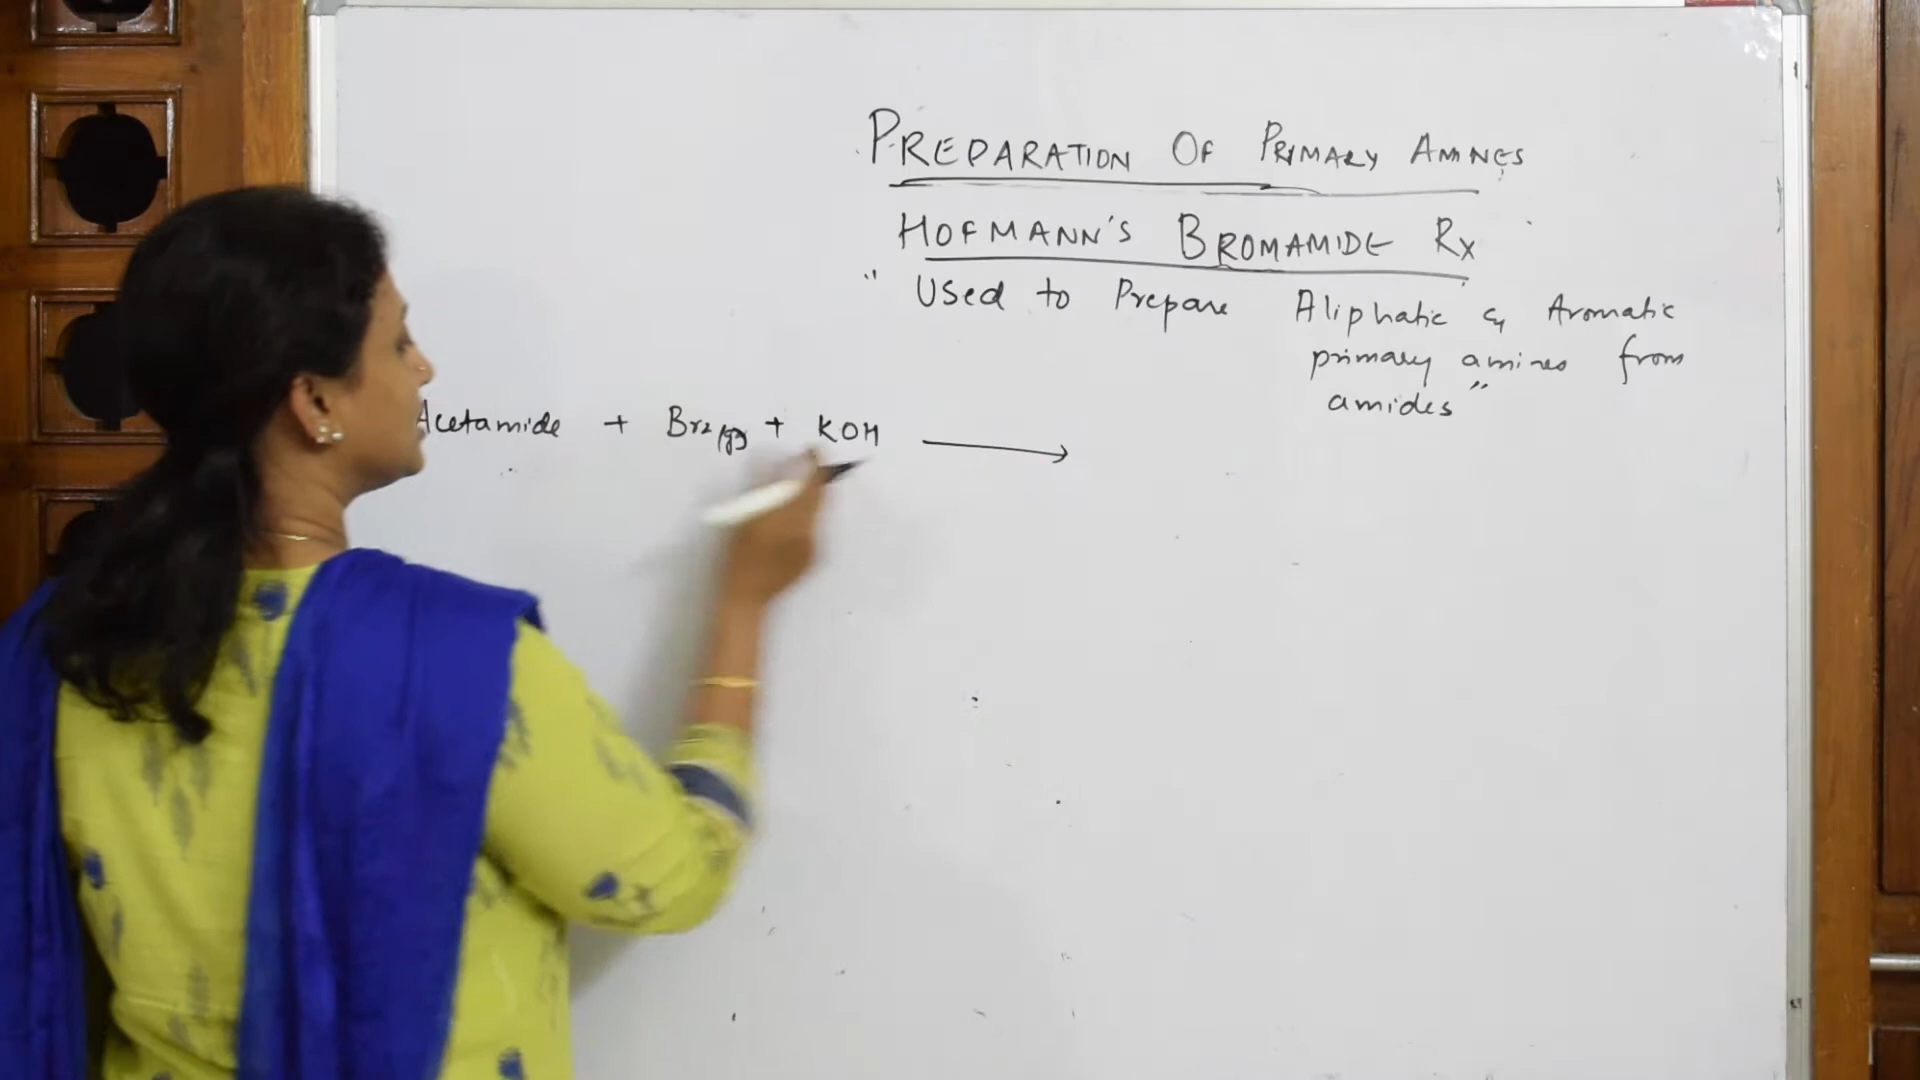 PREPARATION OF PRIMARY AMINES
HOFMANN'S BROMAMIDE Rx
" Used to Prepare Aliphatic & Aromatic
primary amines from
amides "
Acetamide + Br2(g) + KOH →